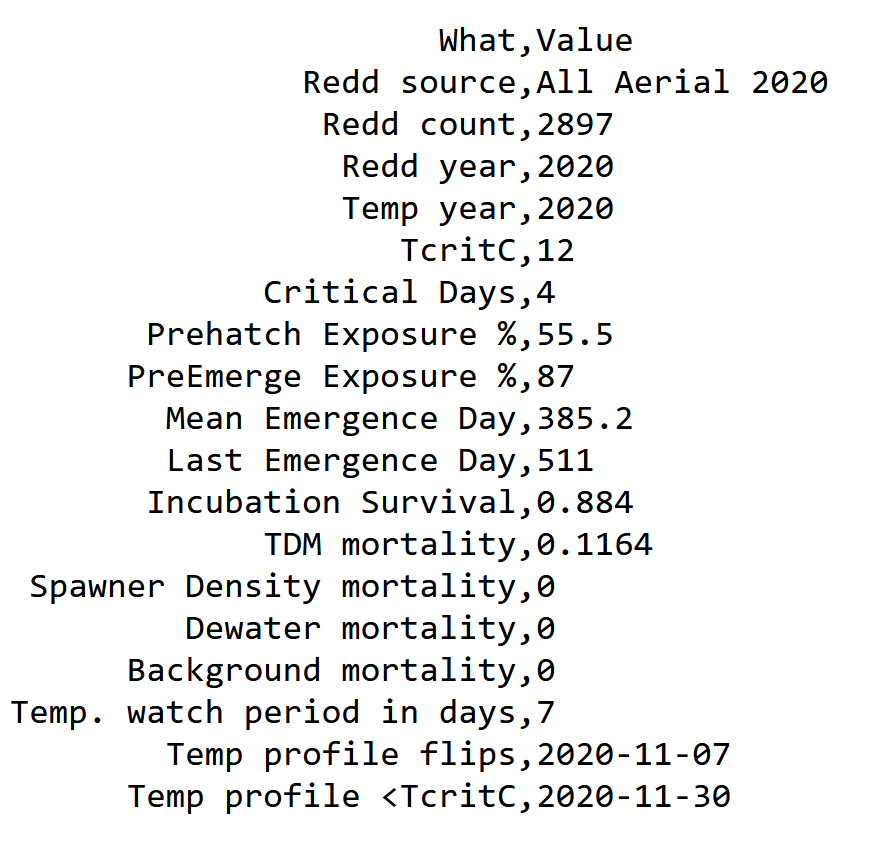 What,Value
Redd source,All Aerial 2020
Redd count,2897
Redd year,2020
Temp year,2020
TcritC,12
Critical Days,4
Prehatch Exposure %,55.5
PreEmerge Exposure %,87
Mean Emergence Day,385.2
Last Emergence Day,511
Incubation Survival,0.884
TDM mortality,0.1164
Spawner Density mortality,0
Dewater mortality,0
Background mortality,0
Temp. watch period in days,7
Temp profile flips,2020-11-07
Temp profile <TcritC,2020-11-30